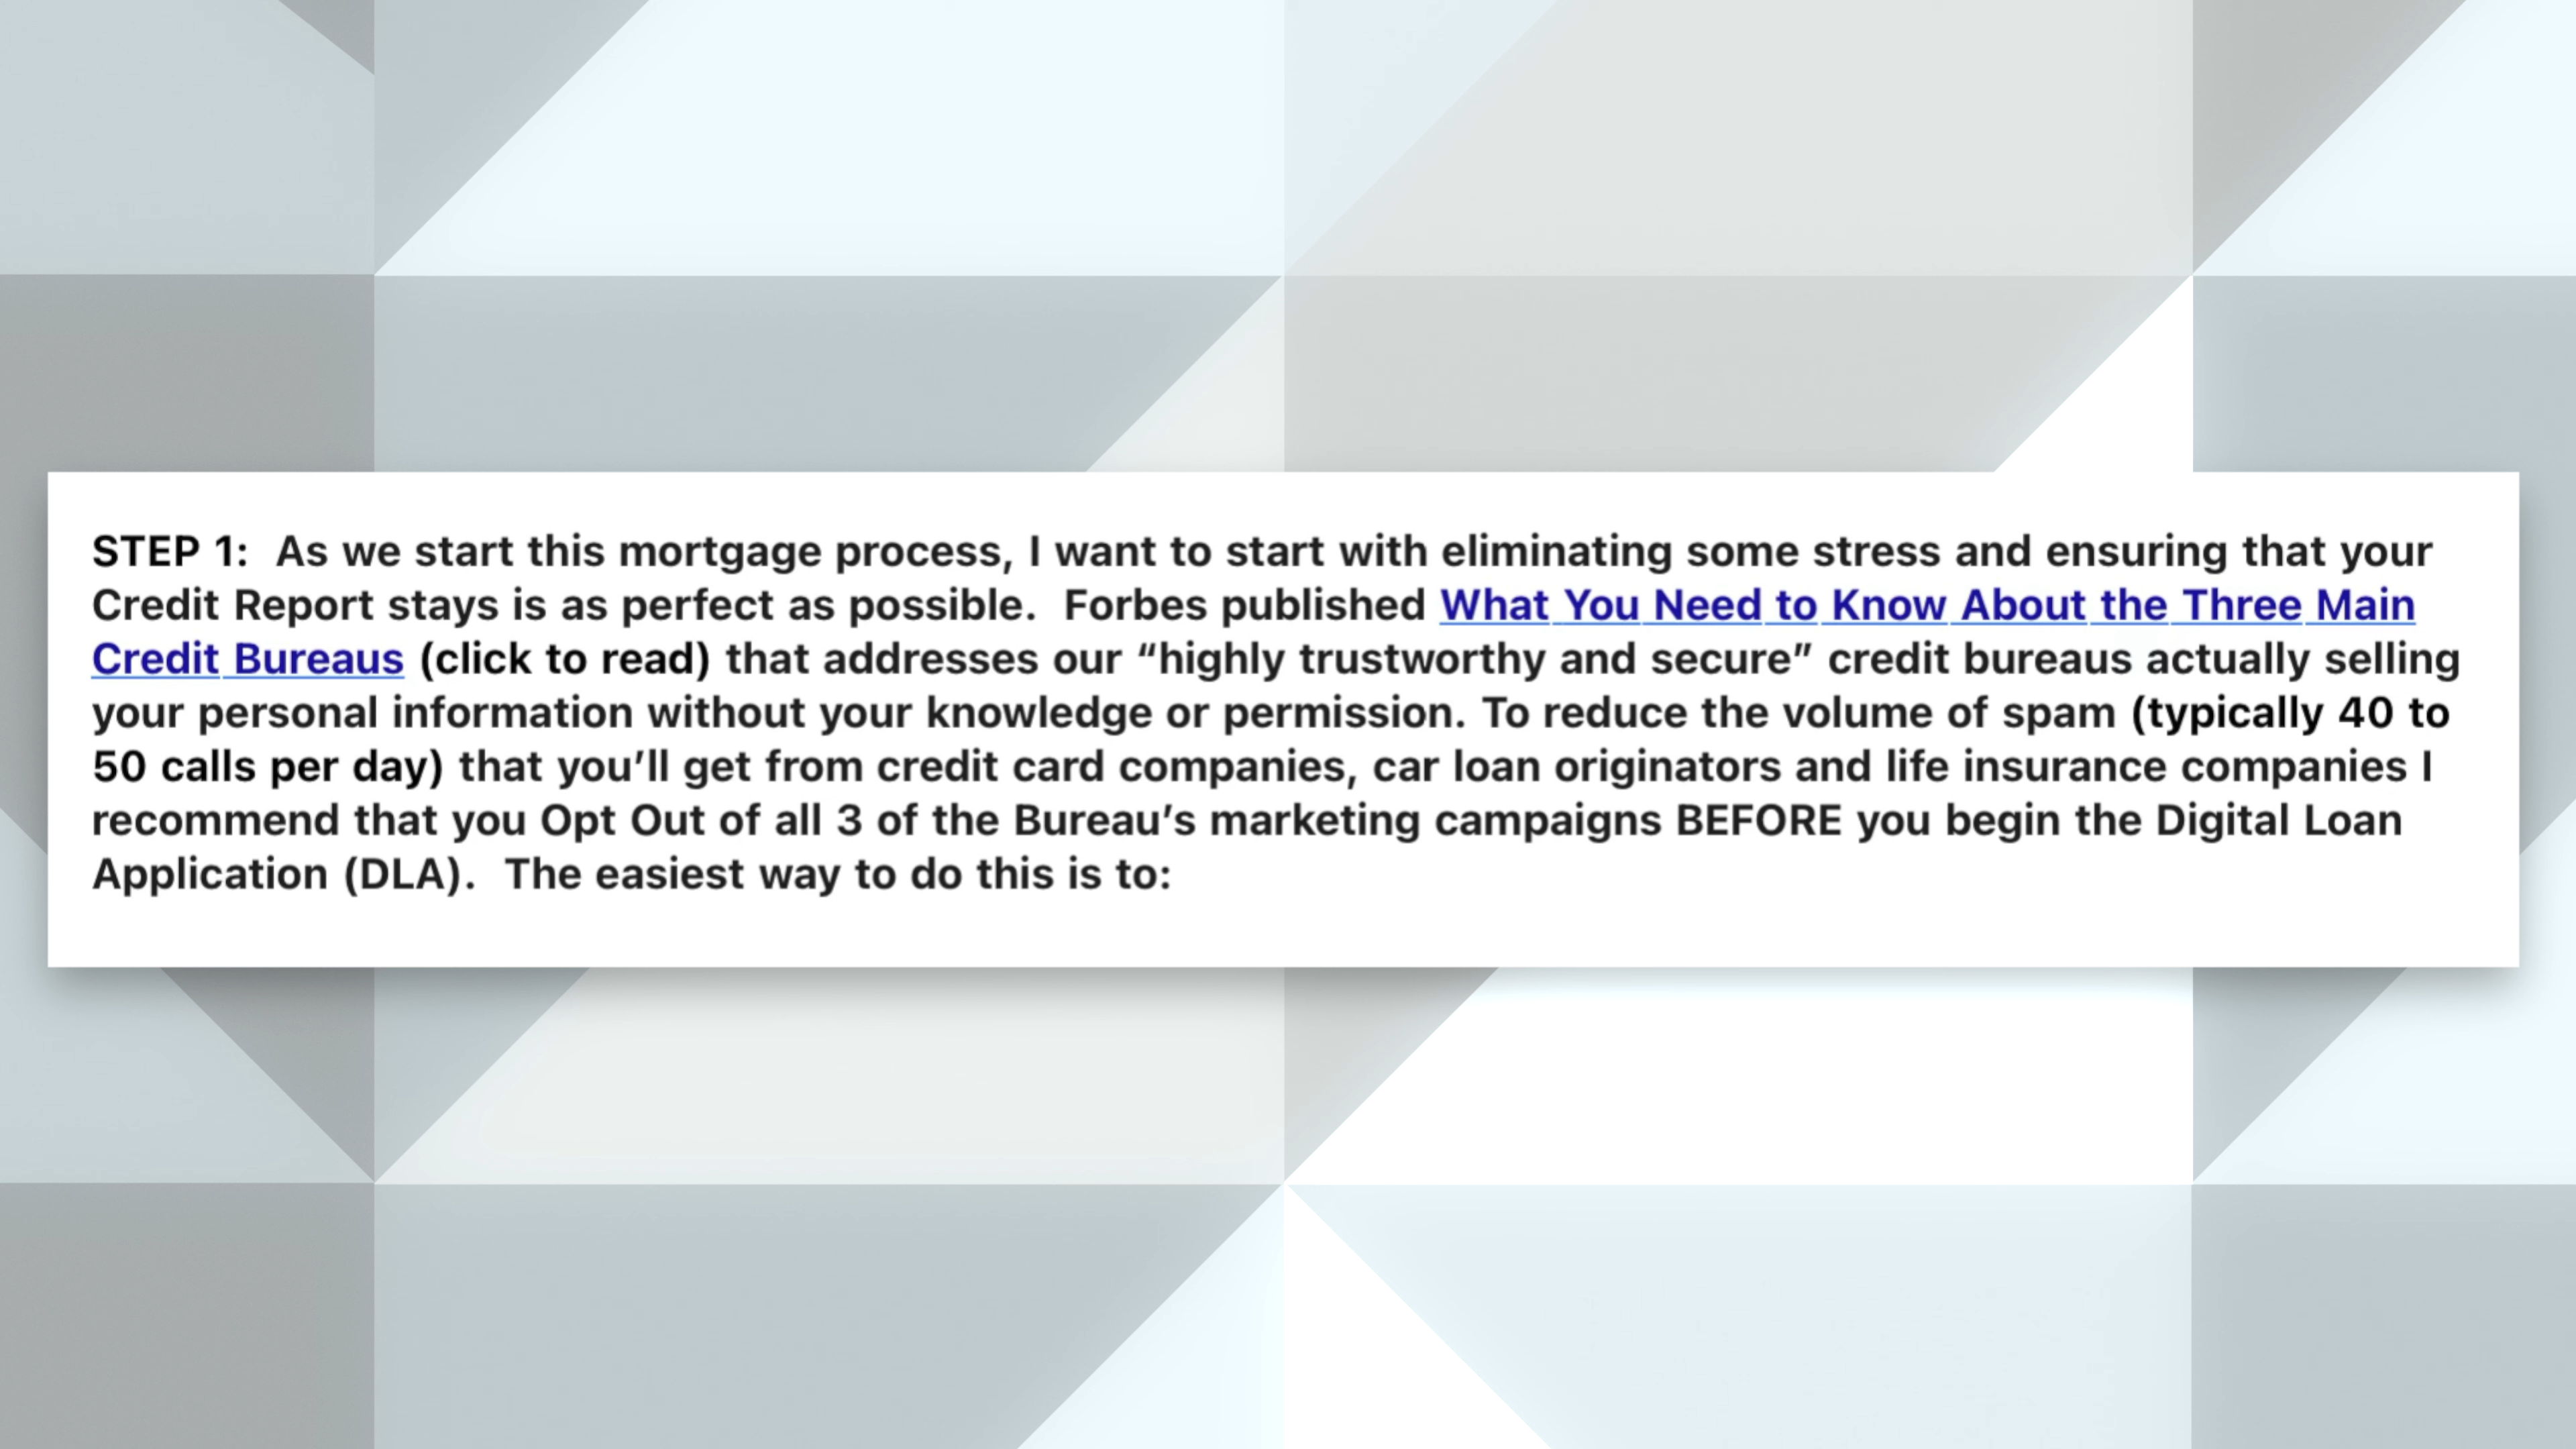 STEP 1:  As we start this mortgage process, I want to start with eliminating some stress and ensuring that your
Credit Report stays is as perfect as possible.  Forbes published What You Need to Know About the Three Main
Credit Bureaus (click to read) that addresses our “highly trustworthy and secure” credit bureaus actually selling
your personal information without your knowledge or permission. To reduce the volume of spam (typically 40 to
50 calls per day) that you’ll get from credit card companies, car loan originators and life insurance companies I
recommend that you Opt Out of all 3 of the Bureau’s marketing campaigns BEFORE you begin the Digital Loan
Application (DLA).  The easiest way to do this is to: